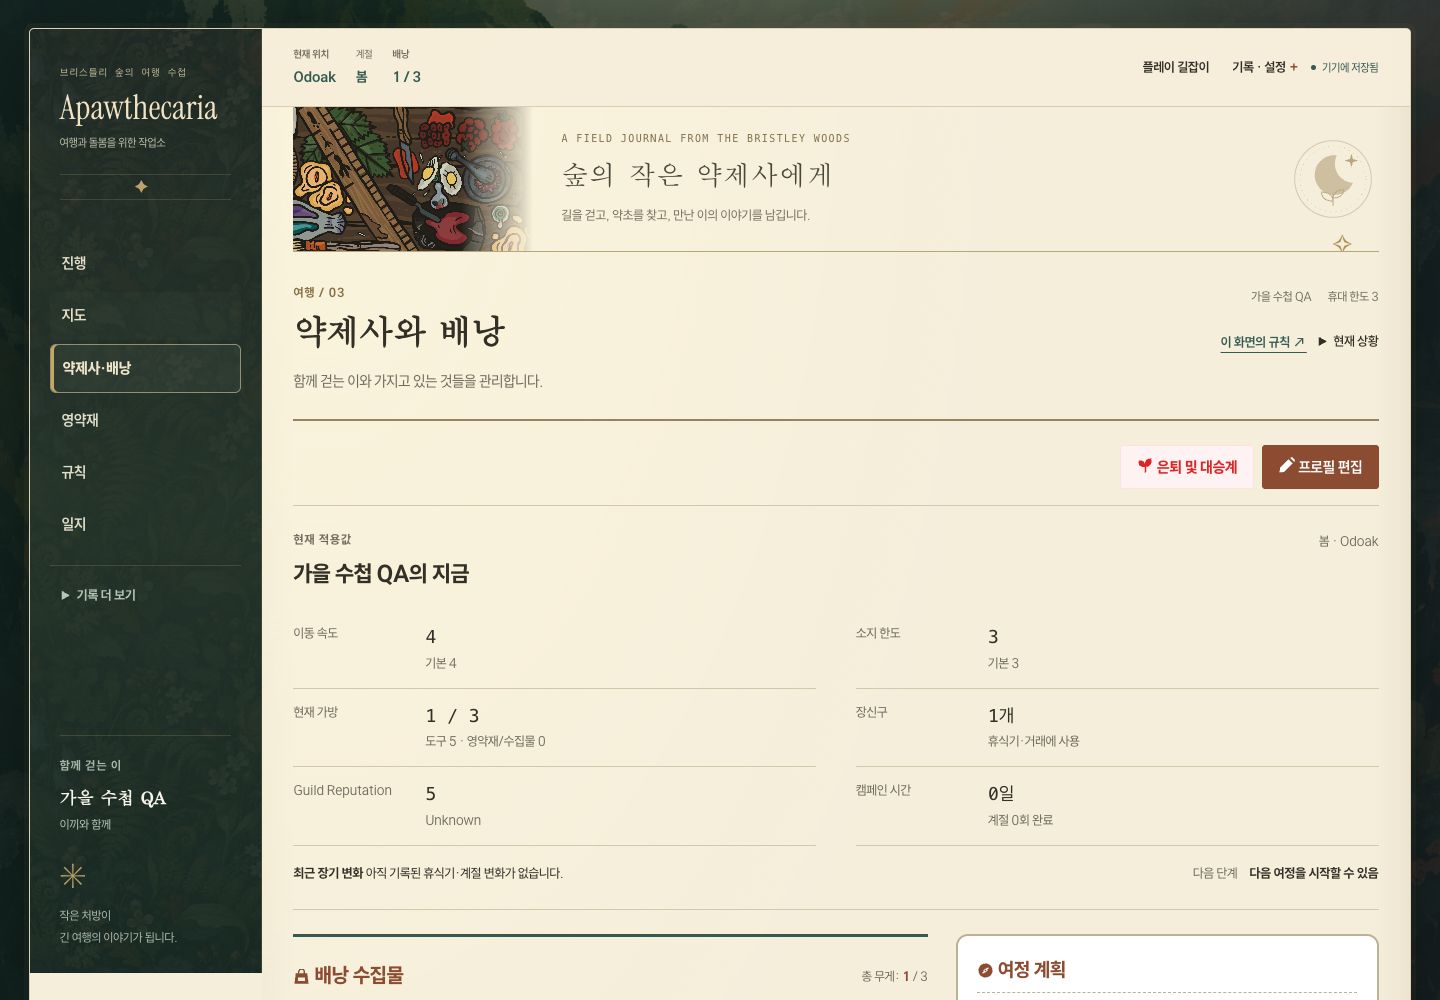 브리스틀리 숲의 여행 수첩
Apawthecaria
여행과 돌봄을 위한 작업소
진행
지도
약제사·배낭
영약재
규칙
일지
▶ 기록 더 보기
함께 걷는 이
가을 수첩 QA
이끼와 함께
작은 처방이
긴 여행의 이야기가 됩니다.
현재 위치 계절 배낭
Odoak 봄 1 / 3
플레이 길잡이 기록 · 설정 + 기기에 저장됨
A FIELD JOURNAL FROM THE BRISTLEY WOODS
숲의 작은 약제사에게
길을 걷고, 약초를 찾고, 만난 이의 이야기를 남깁니다.
여행 / 03
약제사와 배낭
함께 걷는 이와 가지고 있는 것들을 관리합니다.
가을 수첩 QA 휴대 한도 3
이 화면의 규칙 ↗ ▶ 현재 상황
은퇴 및 대승계 프로필 편집
현재 적용값
가을 수첩 QA의 지금
봄 · Odoak
이동 속도 4
기본 4
소지 한도 3
기본 3
현재 가방 1 / 3
도구 5 · 영약재/수집물 0
장신구 1개
휴식기·거래에 사용
Guild Reputation 5
Unknown
캠페인 시간 0일
계절 0회 완료
최근 장기 변화 아직 기록된 휴식기·계절 변화가 없습니다.
다음 단계 다음 여정을 시작할 수 있음
배낭 수집물
총 무게: 1 / 3
여정 계획